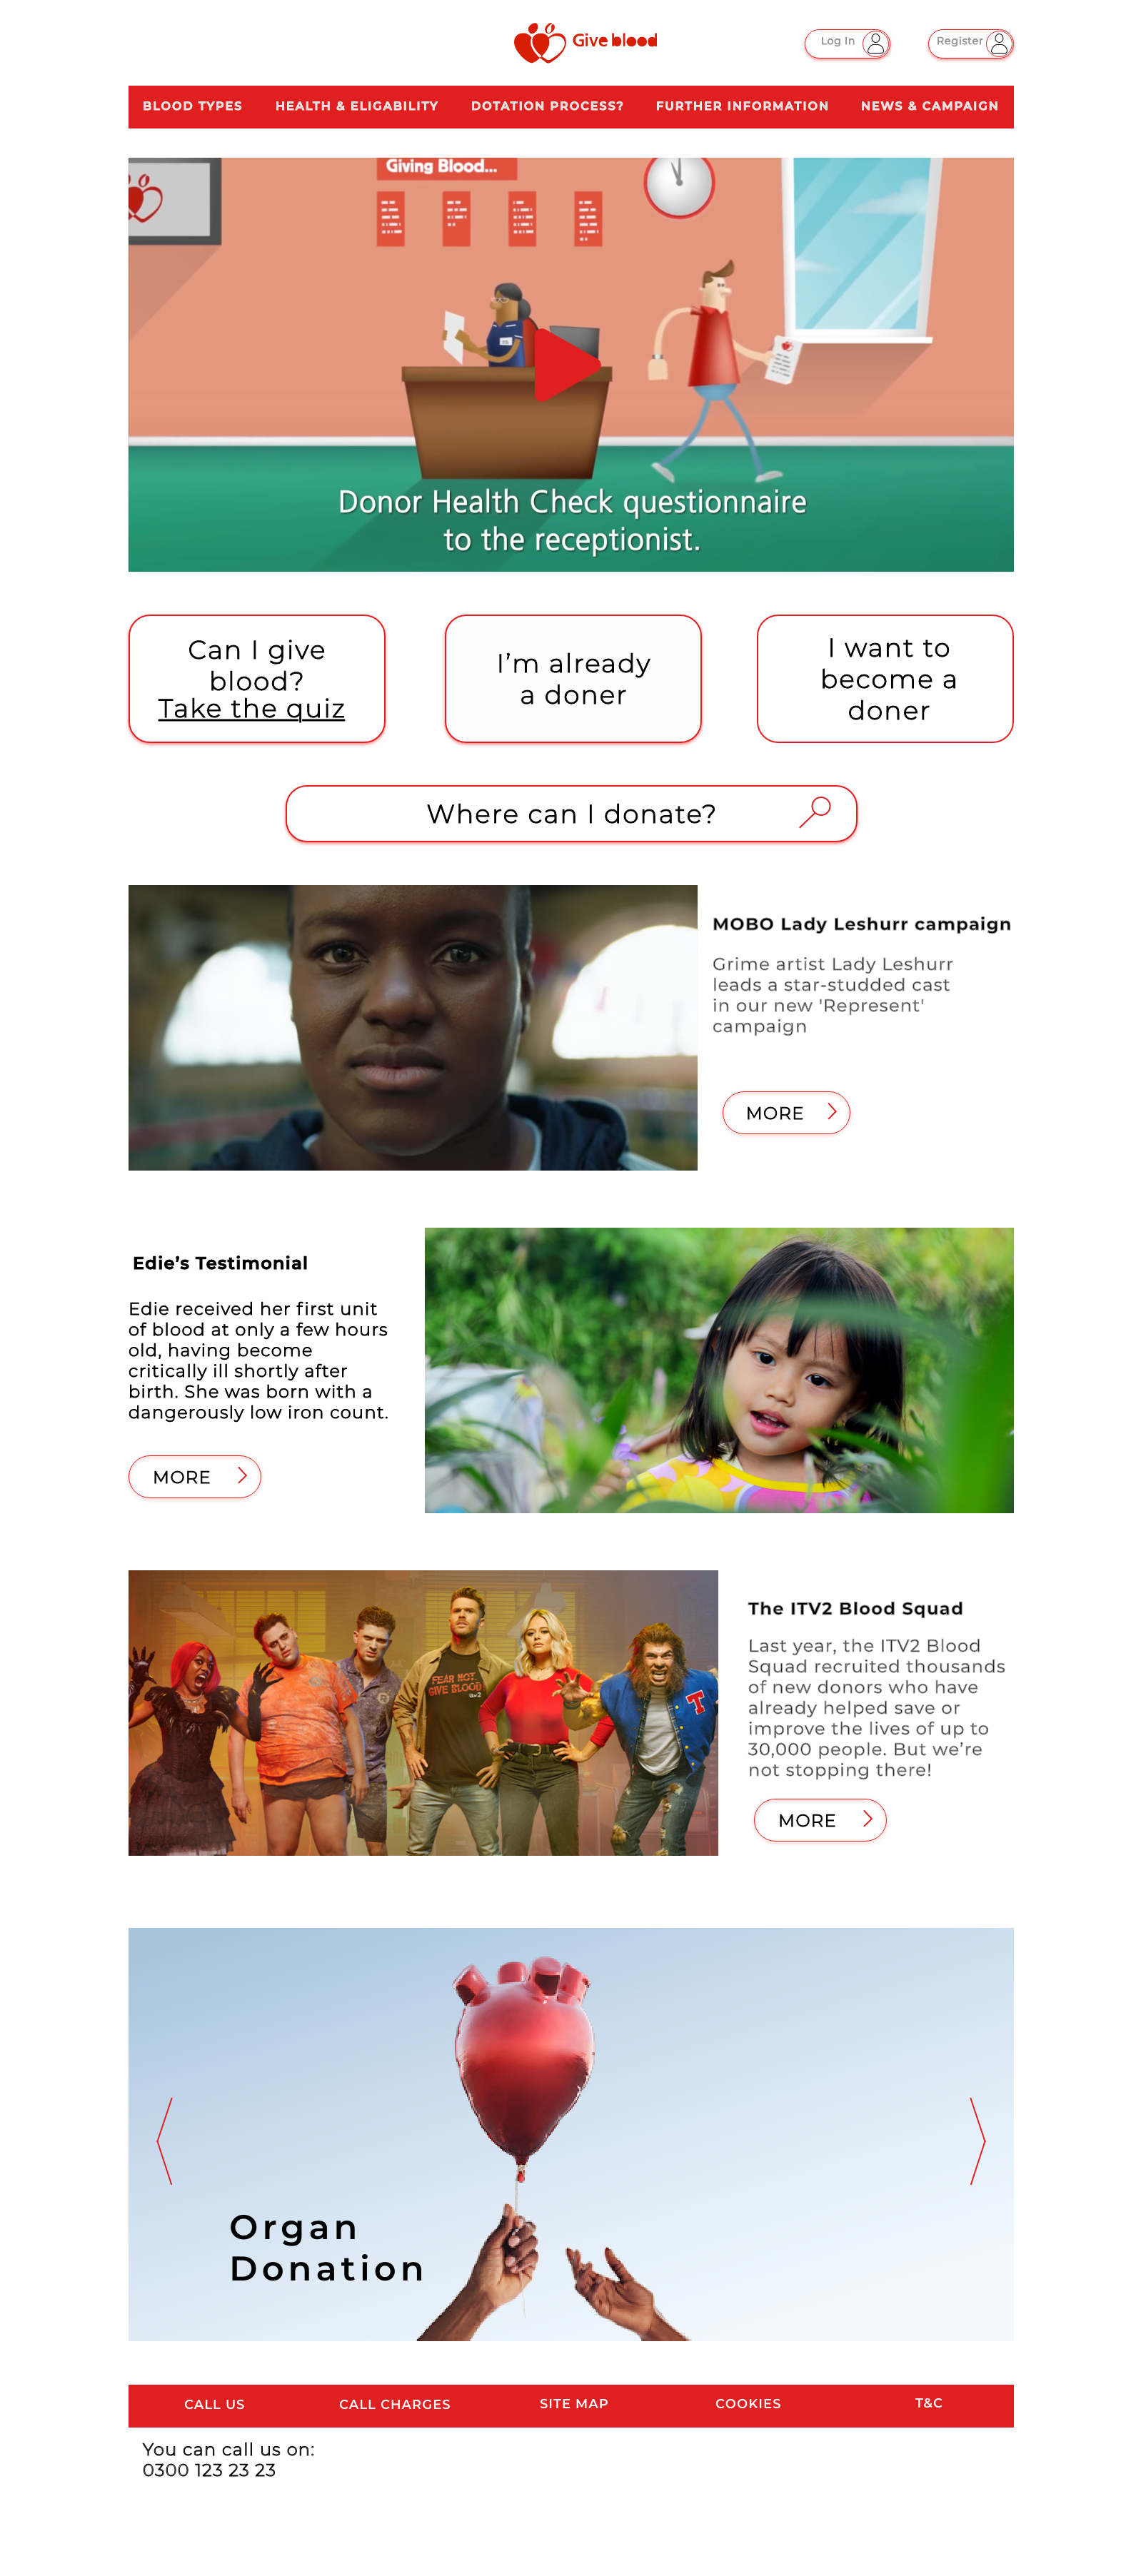 Give blood
Log In
Register
BLOOD TYPES
HEALTH & ELIGABILITY
DOTATION PROCESS?
FURTHER INFORMATION
NEWS & CAMPAIGN
Giving Blood...
Donor Health Check questionnaire
to the receptionist.
Can I give
blood?
Take the quiz
I’m already
a doner
I want to
become a
doner
Where can I donate?
MOBO Lady Leshurr campaign
Grime artist Lady Leshurr
leads a star-studded cast
in our new 'Represent'
campaign
MORE
Edie’s Testimonial
Edie received her first unit
of blood at only a few hours
old, having become
critically ill shortly after
birth. She was born with a
dangerously low iron count.
MORE
FEAR NOT,
GIVE BLOOD
itv2
T
The ITV2 Blood Squad
Last year, the ITV2 Blood
Squad recruited thousands
of new donors who have
already helped save or
improve the lives of up to
30,000 people. But we’re
not stopping there!
MORE
Organ
Donation
CALL US
CALL CHARGES
SITE MAP
COOKIES
T&C
You can call us on:
0300 123 23 23